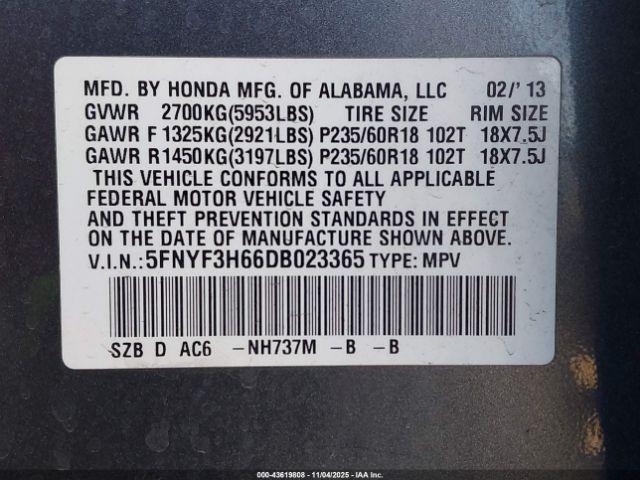 MFD. BY HONDA MFG. OF ALABAMA, LLC 02/'13
GVWR 2700KG(5953LBS) TIRE SIZE RIM SIZE
GAWR F 1325KG(2921LBS) P235/60R18 102T 18X7.5J
GAWR R 1450KG(3197LBS) P235/60R18 102T 18X7.5J
THIS VEHICLE CONFORMS TO ALL APPLICABLE
FEDERAL MOTOR VEHICLE SAFETY
AND THEFT PREVENTION STANDARDS IN EFFECT
ON THE DATE OF MANUFACTURE SHOWN ABOVE.
V.I.N.:5FNYF3H66DB023365 TYPE: MPV
SZB D AC6 -NH737M -B -B
000-43619808 - 11/04/2025 - IAA Inc.